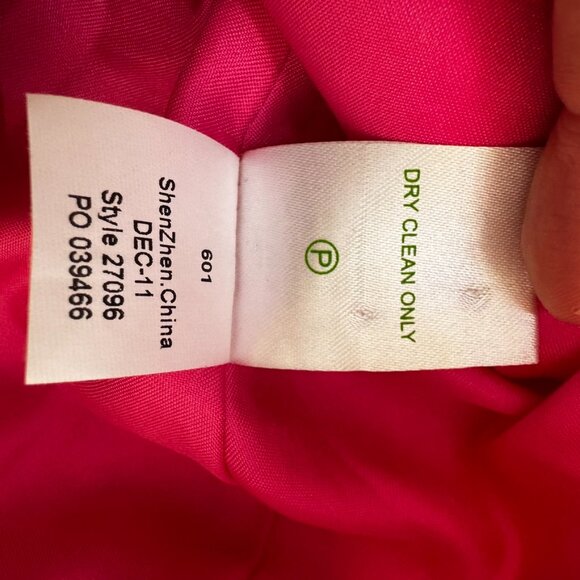 601
ShenZhen.China
DEC-11
Style 27096
PO 039466
DRY CLEAN ONLY
P